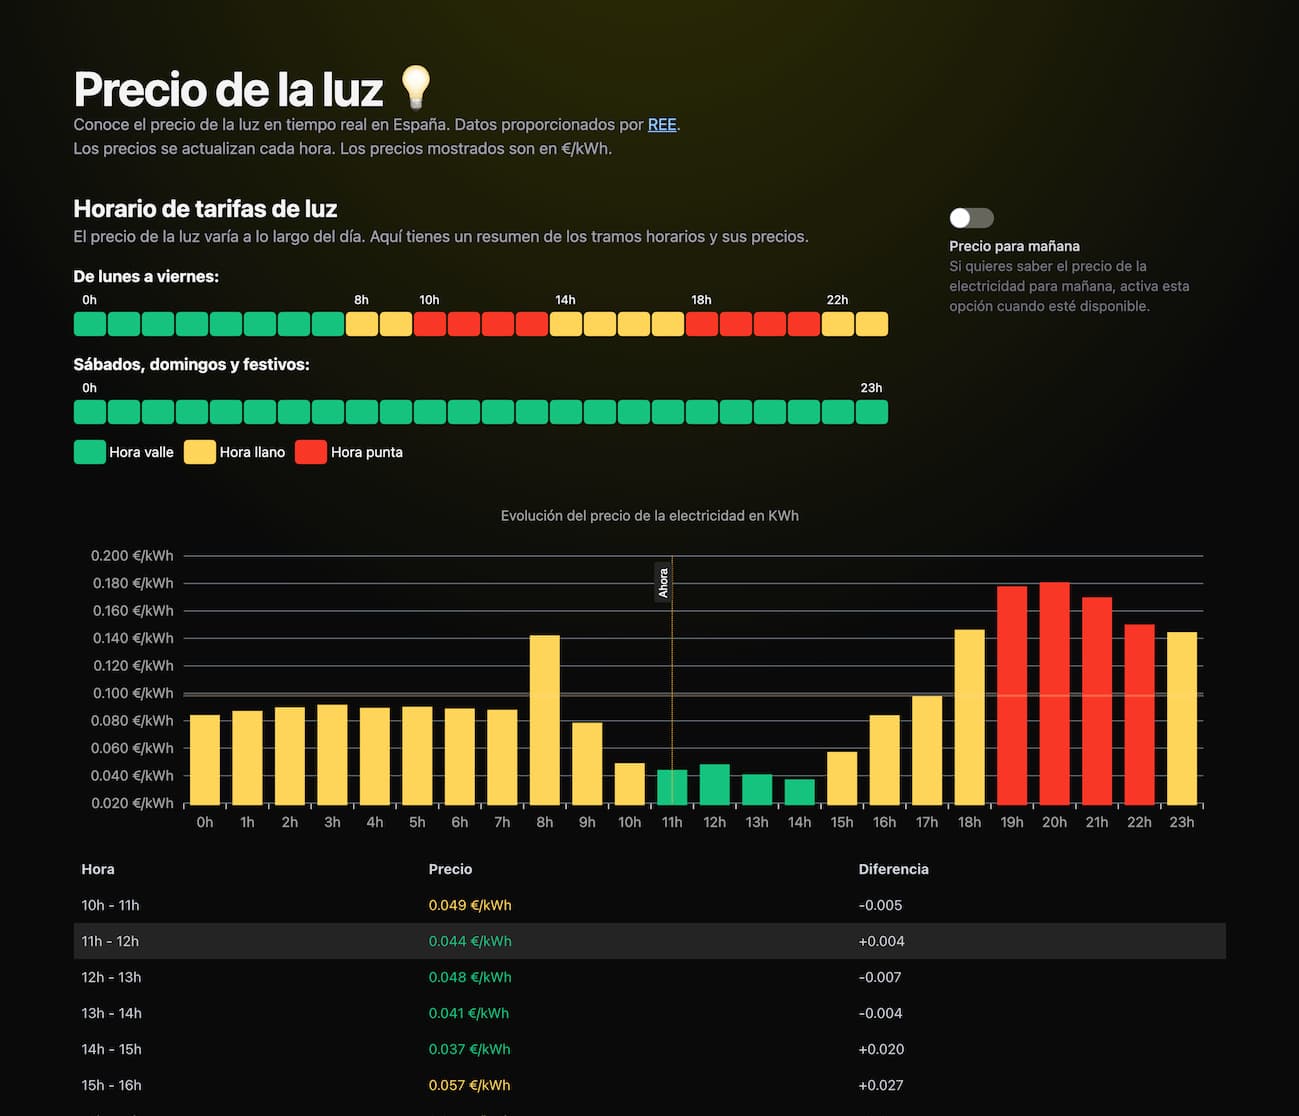 Precio de la luz 💡
Conoce el precio de la luz en tiempo real en España. Datos proporcionados por REE.
Los precios se actualizan cada hora. Los precios mostrados son en €/kWh.
Horario de tarifas de luz
El precio de la luz varía a lo largo del día. Aquí tienes un resumen de los tramos horarios y sus precios.
De lunes a viernes:
0h 8h 10h 14h 18h 22h
Sábados, domingos y festivos:
0h 23h
Hora valle Hora llano Hora punta
Precio para mañana
Si quieres saber el precio de la
electricidad para mañana, activa esta
opción cuando esté disponible.
Evolución del precio de la electricidad en KWh
0.200 €/kWh
0.180 €/kWh
0.160 €/kWh
0.140 €/kWh
0.120 €/kWh
0.100 €/kWh
0.080 €/kWh
0.060 €/kWh
0.040 €/kWh
0.020 €/kWh
Ahora
0h 1h 2h 3h 4h 5h 6h 7h 8h 9h 10h 11h 12h 13h 14h 15h 16h 17h 18h 19h 20h 21h 22h 23h
Hora Precio Diferencia
10h - 11h 0.049 €/kWh -0.005
11h - 12h 0.044 €/kWh +0.004
12h - 13h 0.048 €/kWh -0.007
13h - 14h 0.041 €/kWh -0.004
14h - 15h 0.037 €/kWh +0.020
15h - 16h 0.057 €/kWh +0.027